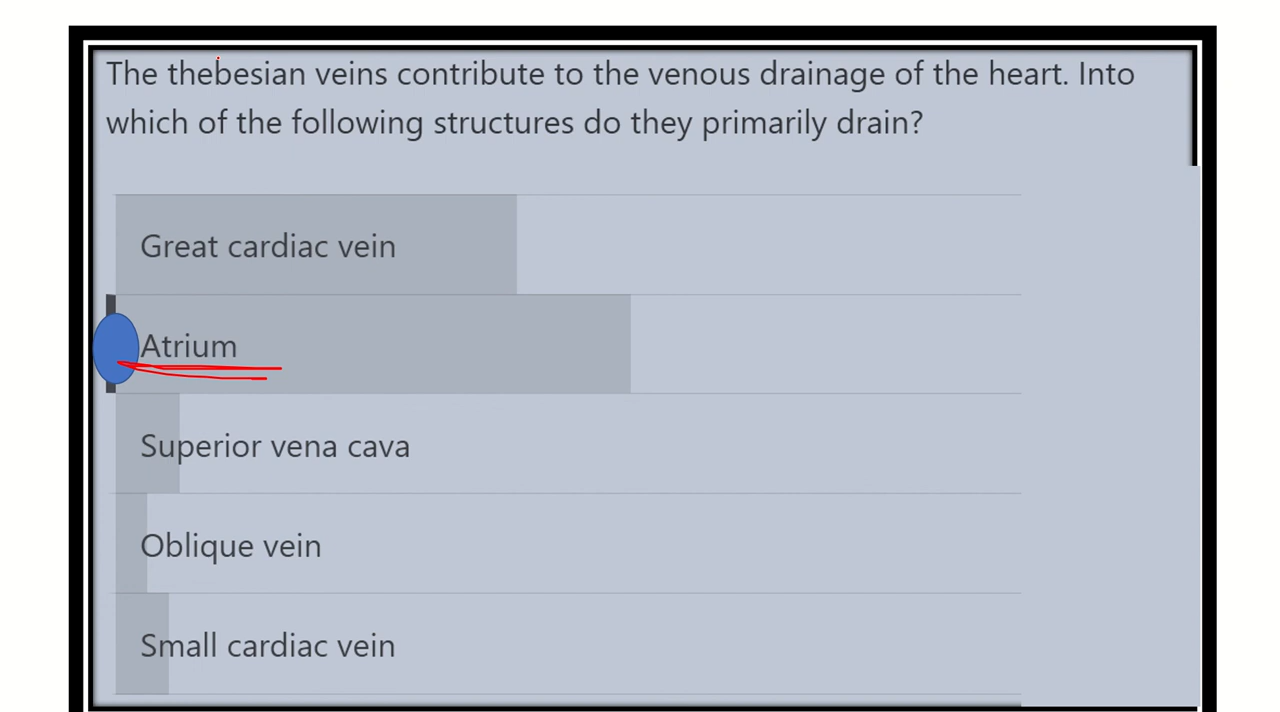 The thebesian veins contribute to the venous drainage of the heart. Into
which of the following structures do they primarily drain?
Great cardiac vein
Atrium
Superior vena cava
Oblique vein
Small cardiac vein